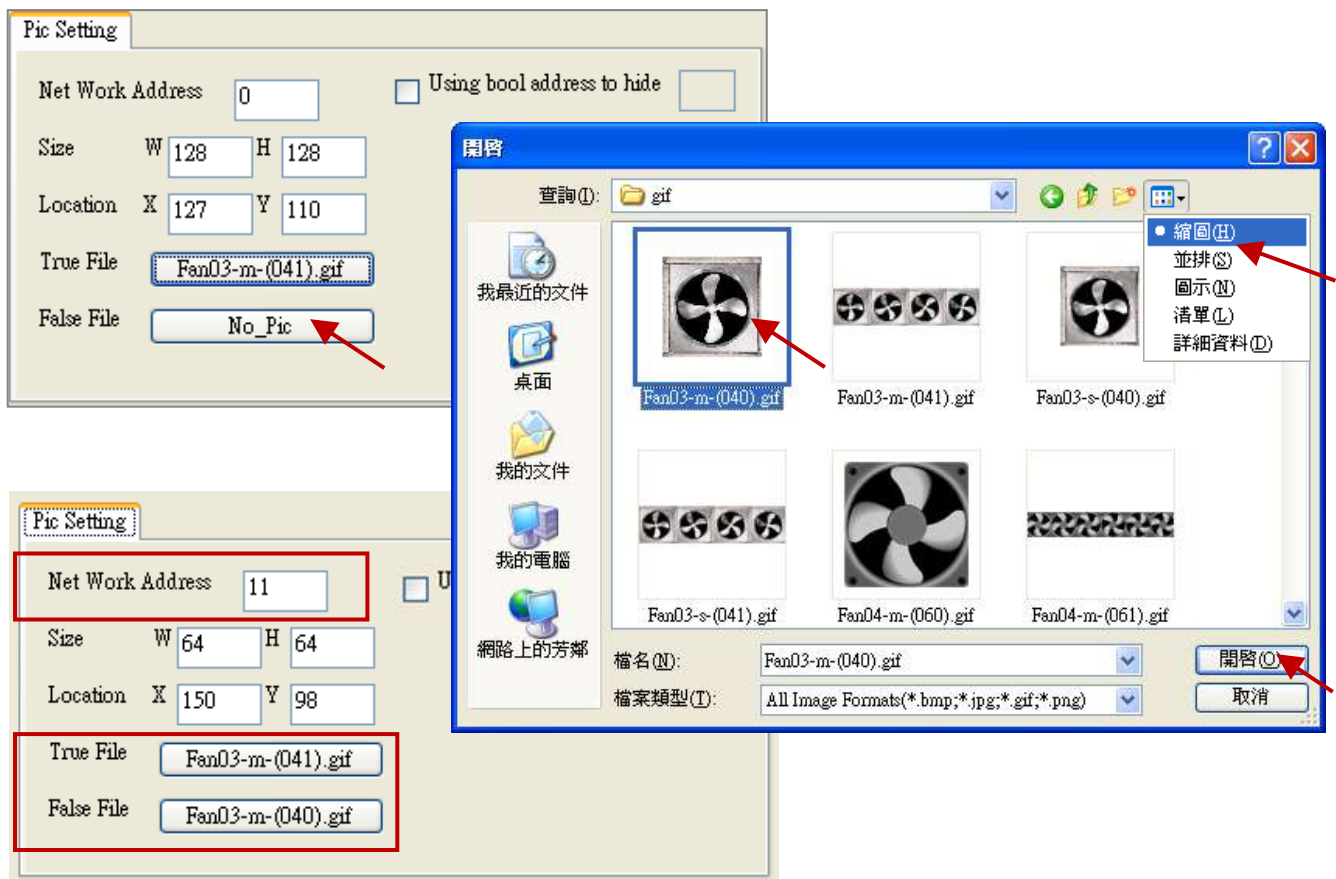 Pic Setting
Net Work Address 0
Using bool address to hide
Size W 128 H 128
Location X 127 Y 110
True File Fan03-m-(041).gif
False File No_Pic
開啓
查詢(I): gif
縮圖(H)
並排(S)
圖示(N)
清單(L)
詳細資料(D)
我最近的文件
桌面
我的文件
我的電腦
網路上的芳鄰
Fan03-m-(040).gif Fan03-m-(041).gif Fan03-s-(040).gif
Fan03-s-(041).gif Fan04-m-(060).gif Fan04-m-(061).gif
檔名(N): Fan03-m-(040).gif 開啓(O)
檔案類型(T): All Image Formats(*.bmp;*.jpg;*.gif;*.png) 取消
Pic Setting
Net Work Address 11
U
Size W 64 H 64
Location X 150 Y 98
True File Fan03-m-(041).gif
False File Fan03-m-(040).gif